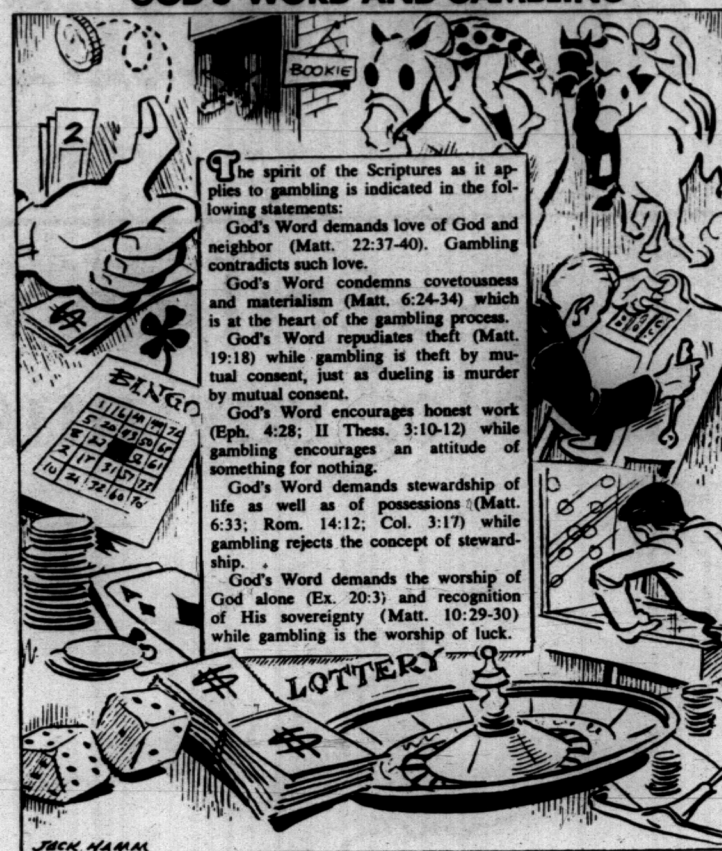 GOD'S WORD AND GAMBLING
BOOKIE
2
$
The spirit of the Scriptures as it ap-
plies to gambling is indicated in the fol-
lowing statements:
God's Word demands love of God and
neighbor (Matt. 22:37-40). Gambling
contradicts such love.
God's Word condemns covetousness
and materialism (Matt. 6:24-34) which
is at the heart of the gambling process.
God's Word repudiates theft (Matt.
19:18) while gambling is theft by mu-
tual consent, just as dueling is murder
by mutual consent.
God's Word encourages honest work
(Eph. 4:28; II Thess. 3:10-12) while
gambling encourages an attitude of
something for nothing.
God's Word demands stewardship of
life as well as of possessions (Matt.
6:33; Rom. 14:12; Col. 3:17) while
gambling rejects the concept of steward-
ship.
God's Word demands the worship of
God alone (Ex. 20:3) and recognition
of His sovereignty (Matt. 10:29-30)
while gambling is the worship of luck.
BINGO
A
LOTTERY
$
$
JACK HAMM